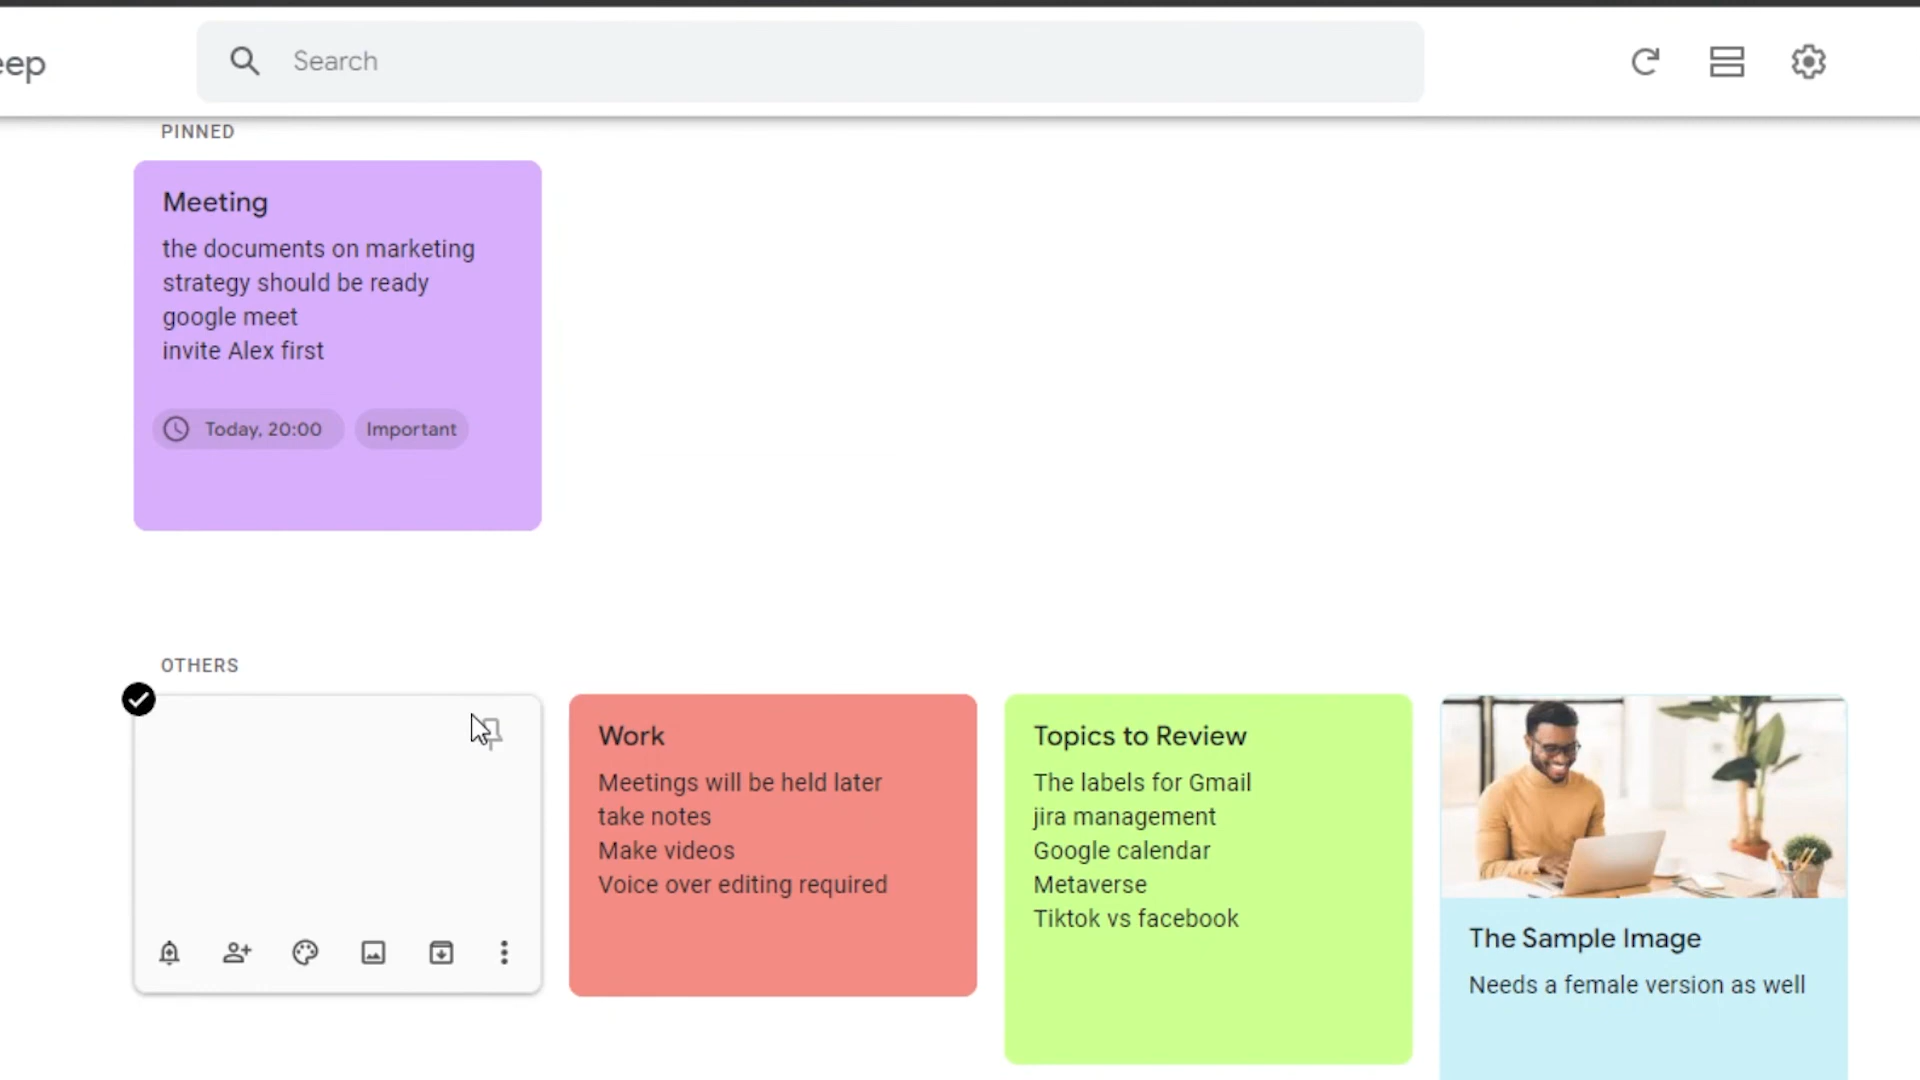 eep
Search
PINNED
Meeting
the documents on marketing
strategy should be ready
google meet
invite Alex first
Today, 20:00
Important
OTHERS
Work
Meetings will be held later
take notes
Make videos
Voice over editing required
Topics to Review
The labels for Gmail
jira management
Google calendar
Metaverse
Tiktok vs facebook
The Sample Image
Needs a female version as well